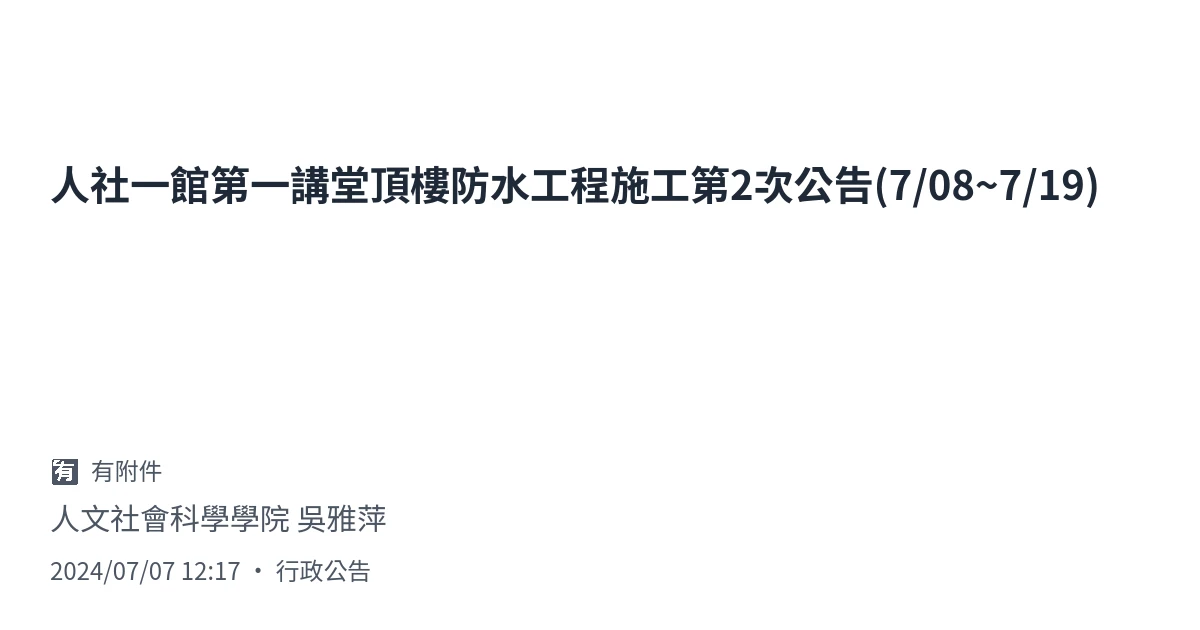 人社一館第一講堂頂樓防水工程施工第2次公告(7/08~7/19)
有 有附件
人文社會科學學院 吳雅萍
2024/07/07 12:17 • 行政公告